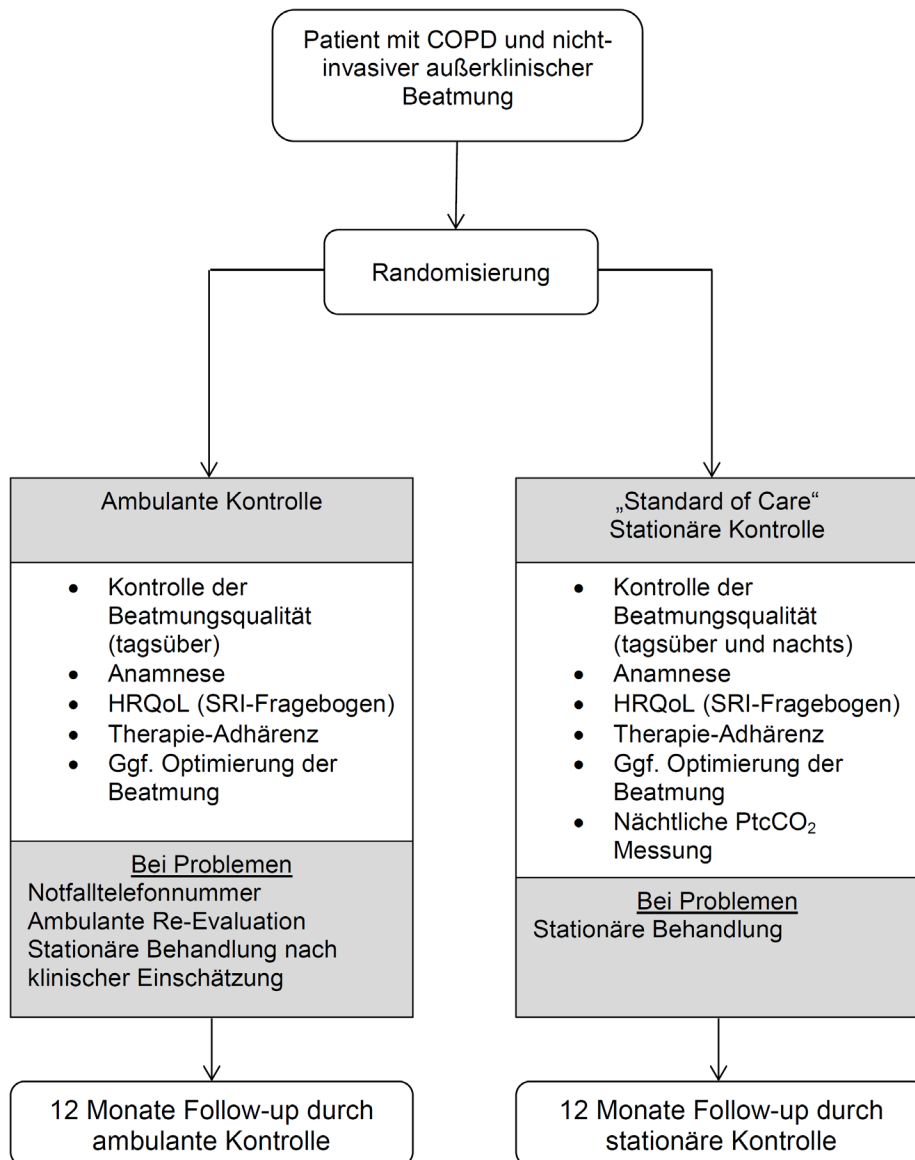 Patient mit COPD und nicht-
invasiver außerklinischer
Beatmung
Randomisierung
Ambulante Kontrolle
• Kontrolle der
Beatmungsqualität
(tagsüber)
• Anamnese
• HRQoL (SRI-Fragebogen)
• Therapie-Adhärenz
• Ggf. Optimierung der
Beatmung
Bei Problemen
Notfalltelefonnummer
Ambulante Re-Evaluation
Stationäre Behandlung nach
klinischer Einschätzung
12 Monate Follow-up durch
ambulante Kontrolle
„Standard of Care“
Stationäre Kontrolle
• Kontrolle der
Beatmungsqualität
(tagsüber und nachts)
• Anamnese
• HRQoL (SRI-Fragebogen)
• Therapie-Adhärenz
• Ggf. Optimierung der
Beatmung
• Nächtliche PtcCO₂
Messung
Bei Problemen
Stationäre Behandlung
12 Monate Follow-up durch
stationäre Kontrolle